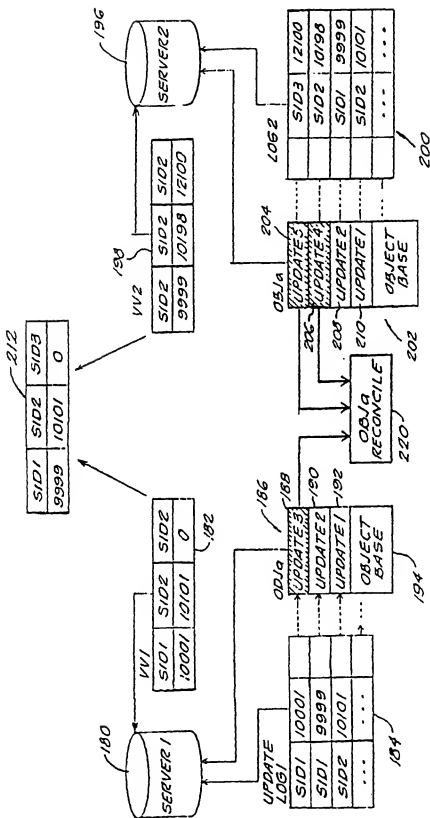 212
SID1 SID2 SID3
9999 10101 0
180
SERVER1
VV1
SID1 SID2 SID2
10001 10101 0
182
198
VV2
SID2 SID2 SID2
9999 10198 12100
196
SERVER2
UPDATE
LOG1
SID1 10001
SID1 9999
SID2 10101
.... ....
184
ODJa
186
UPDATE3 188
UPDATE2 190
UPDATE1 192
OBJECT
BASE
194
OBJa
RECONCILE
220
OBJa
204
UPDATE5
206 UPDATE4
208 UPDATE2
210 UPDATE1
OBJECT
BASE
202
LOG2
SID3 12100
SID2 10198
SID1 9999
SID2 10101
... ...
200